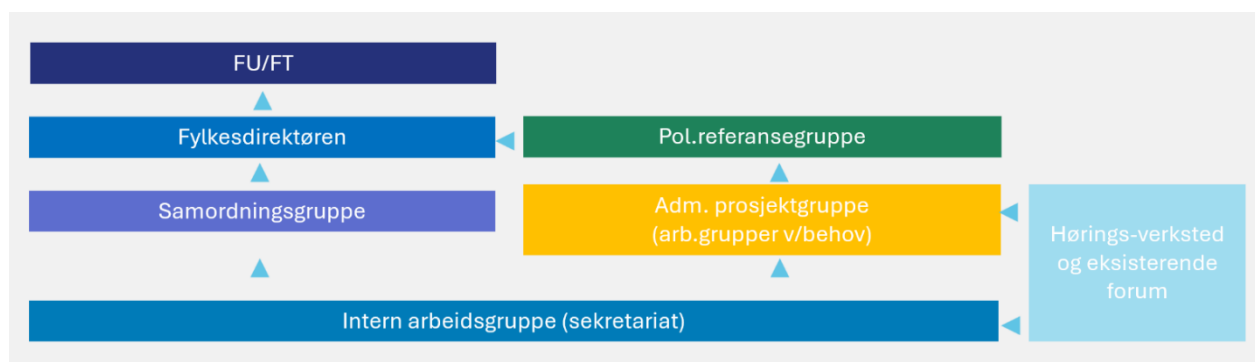 FU/FT
Fylkesdirektøren
Pol.referansegruppe
Samordningsgruppe
Adm. prosjektgruppe
(arb.grupper v/behov)
Hørings-verksted
og eksisterende
forum
Intern arbeidsgruppe (sekretariat)